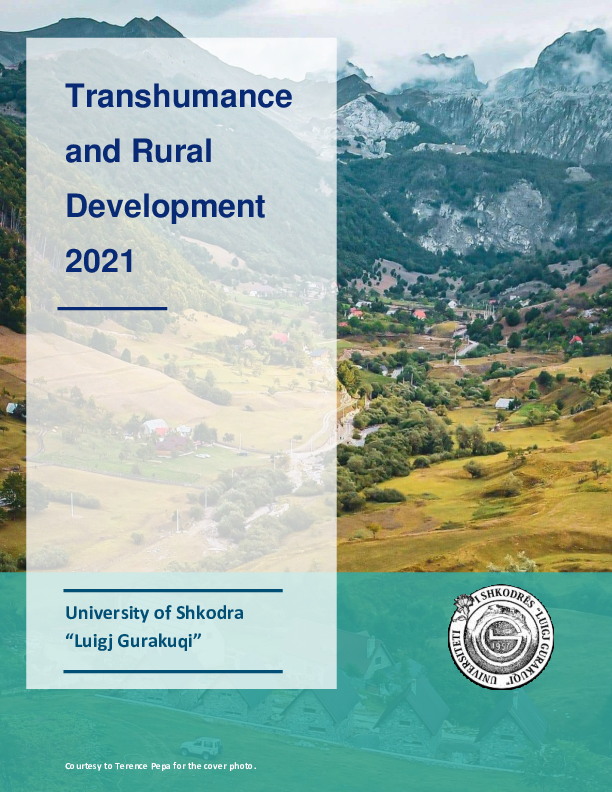 Transhumance
and Rural
Development
2021
University of Shkodra
“Luigj Gurakuqi”
UNIVERSITETI I SHKODRËS "LUIGJ GURAKUQI"
1957
Courtesy to Terence Pepa for the cover photo.